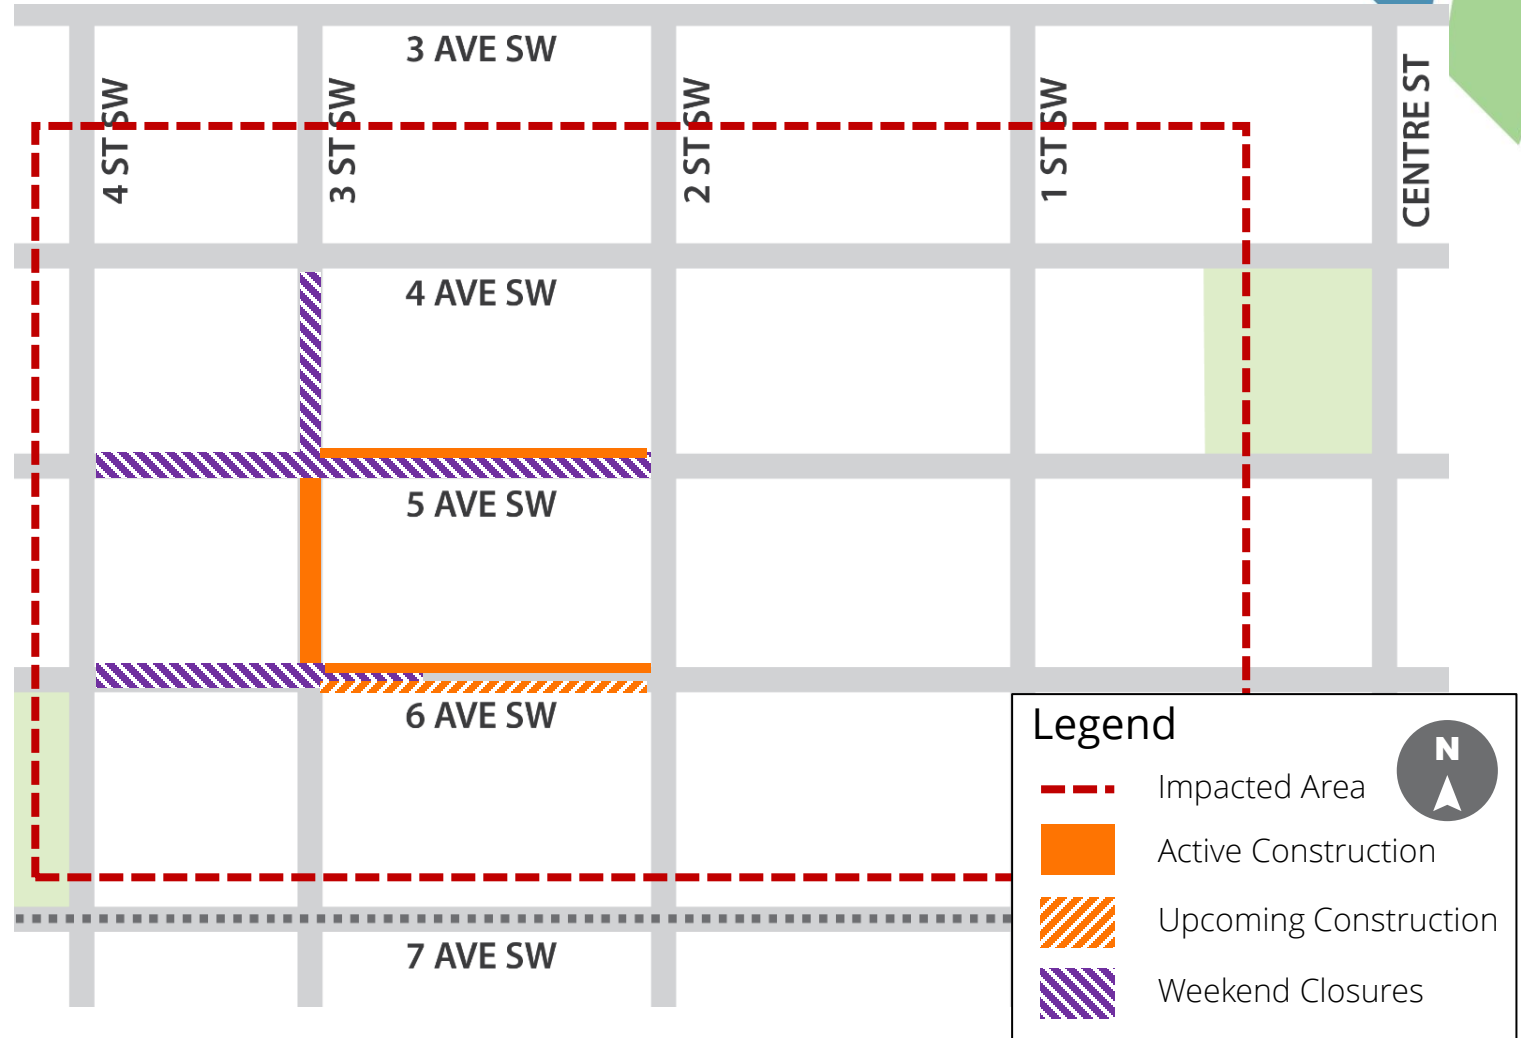 3 AVE SW
4 ST SW
3 ST SW
2 ST SW
1 ST SW
CENTRE ST
4 AVE SW
5 AVE SW
6 AVE SW
7 AVE SW
Legend
N
Impacted Area
Active Construction
Upcoming Construction
Weekend Closures